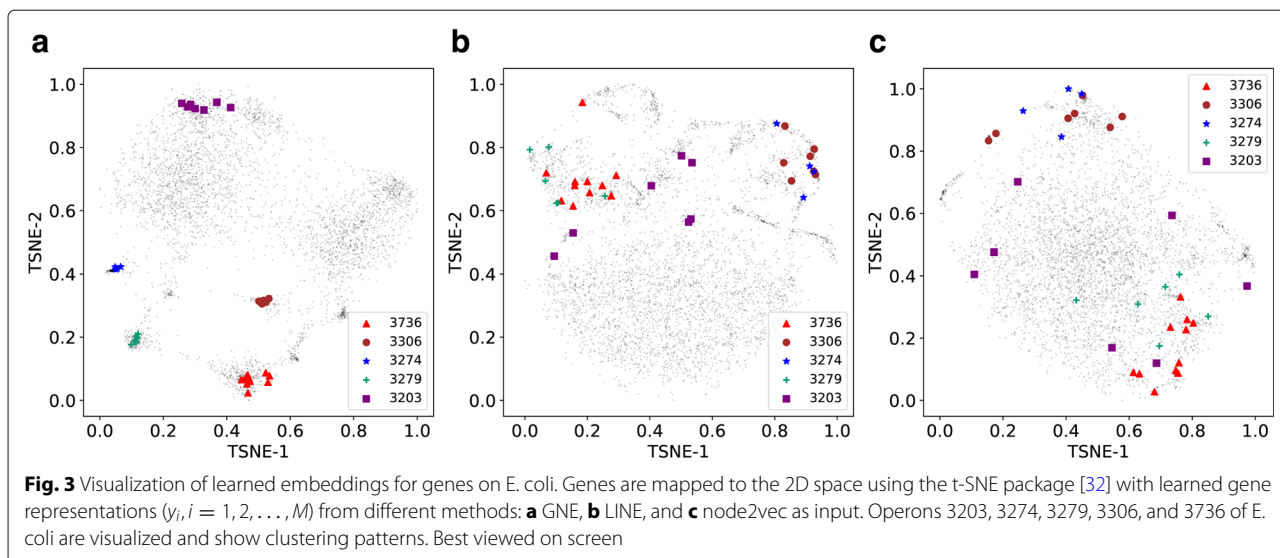 a
b
c
1.0
0.8
0.6
0.4
0.2
0.0
TSNE-2
0.0 0.2 0.4 0.6 0.8 1.0
TSNE-1
3736
3306
3274
3279
3203
1.0
0.8
0.6
0.4
0.2
0.0
TSNE-2
0.0 0.2 0.4 0.6 0.8 1.0
TSNE-1
3736
3306
3274
3279
3203
1.0
0.8
0.6
0.4
0.2
0.0
TSNE-2
0.0 0.2 0.4 0.6 0.8 1.0
TSNE-1
3736
3306
3274
3279
3203
Fig. 3 Visualization of learned embeddings for genes on E. coli. Genes are mapped to the 2D space using the t-SNE package [32] with learned gene
representations (yᵢ, i = 1, 2, . . . , M) from different methods: a GNE, b LINE, and c node2vec as input. Operons 3203, 3274, 3279, 3306, and 3736 of E.
coli are visualized and show clustering patterns. Best viewed on screen